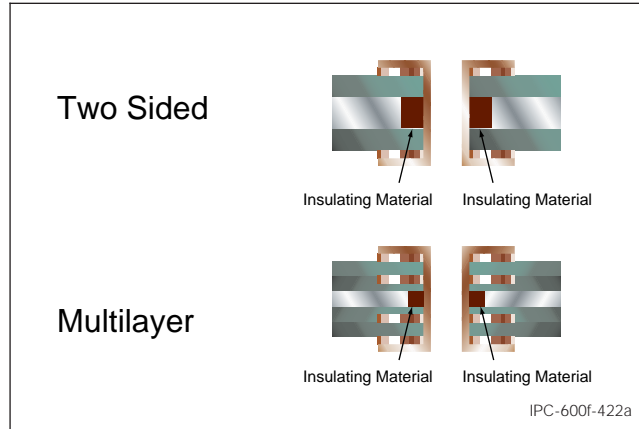 Two Sided
Insulating Material Insulating Material
Multilayer
Insulating Material Insulating Material
IPC-600f-422a